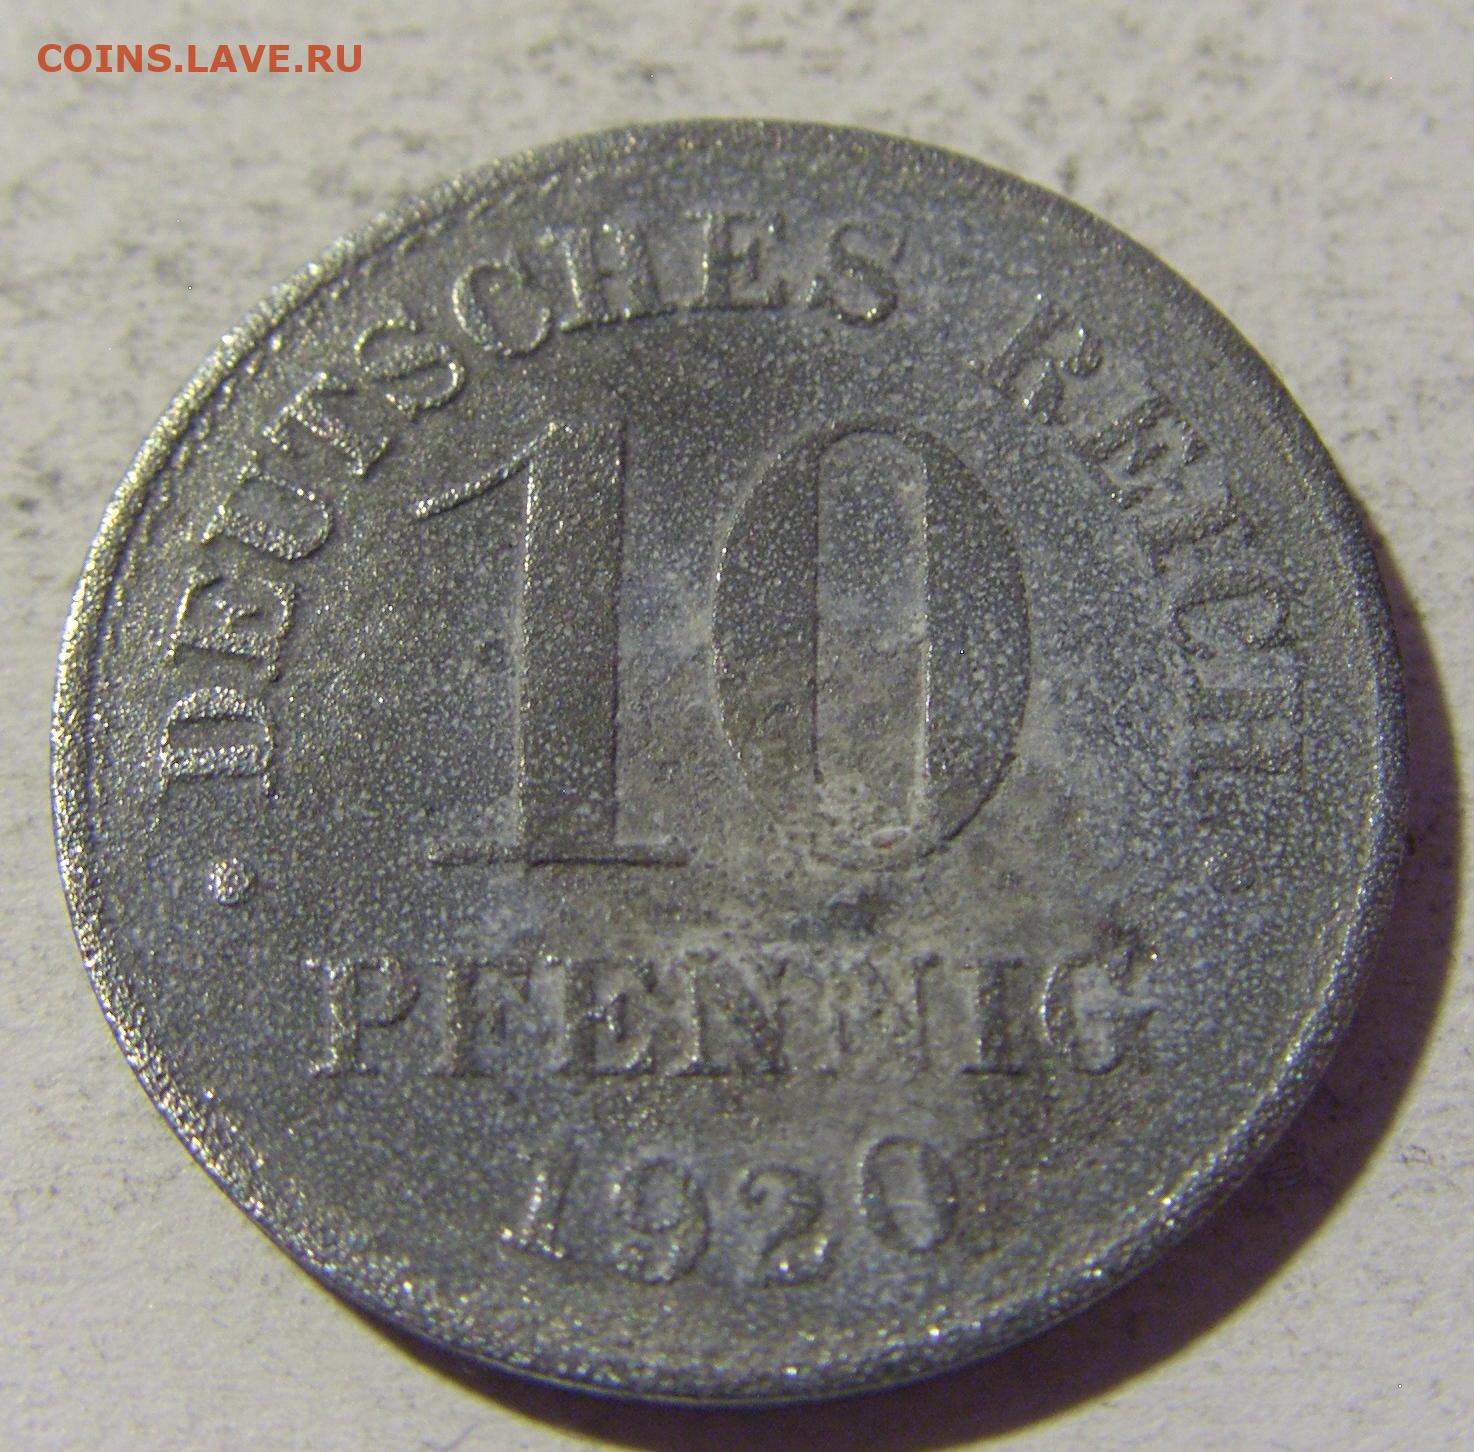 COINS.LAVE.RU
• DEUTSCHES REICH •
10
PFENNIG
1920